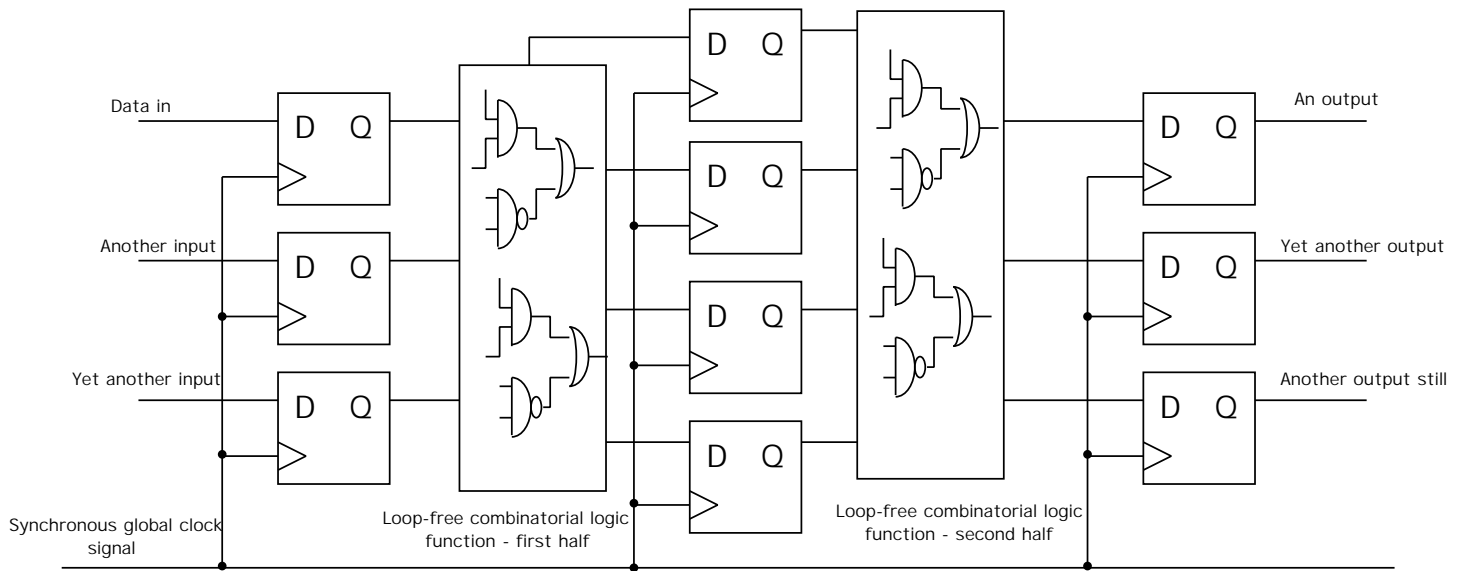 D Q
D Q
Data in
D Q
An output
D Q
D Q
Another input
D Q
Yet another output
D Q
D Q
Yet another input
D Q
Another output still
D Q
D Q
Synchronous global clock
signal
Loop-free combinatorial logic
function - first half
Loop-free combinatorial logic
function - second half